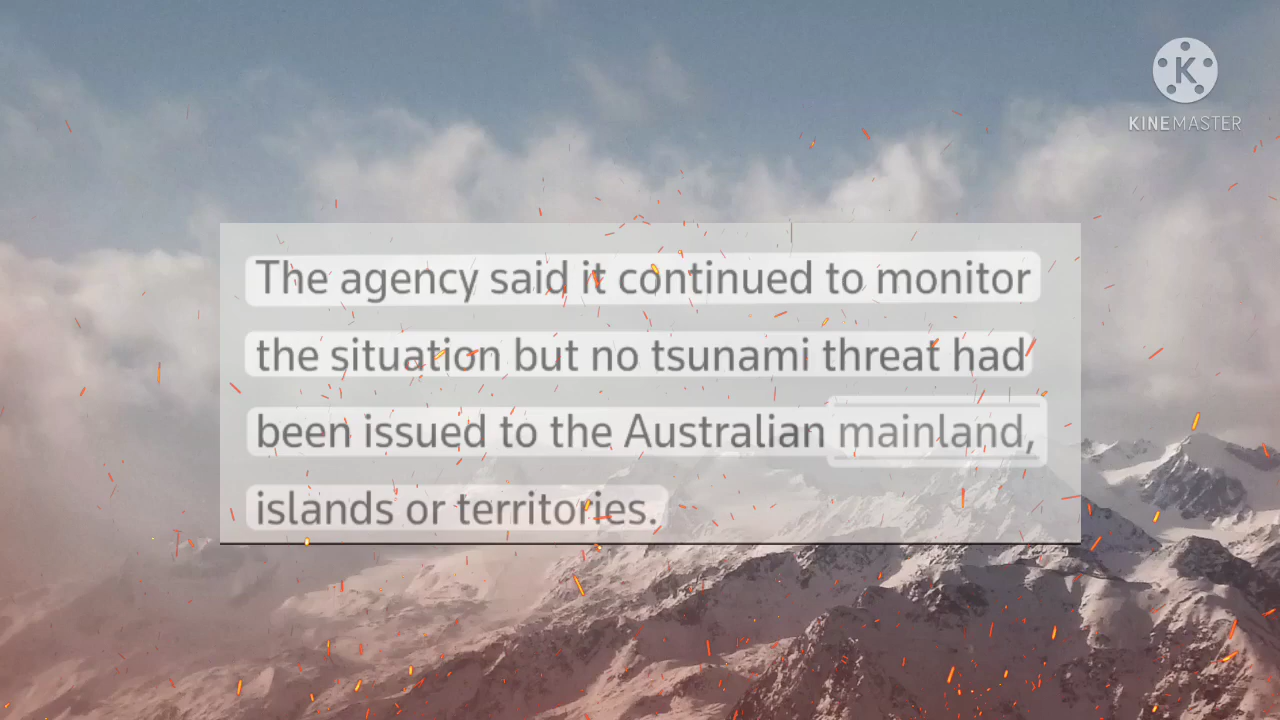 K
KINEMASTER
The agency said it continued to monitor
the situation but no tsunami threat had
been issued to the Australian mainland,
islands or territories.